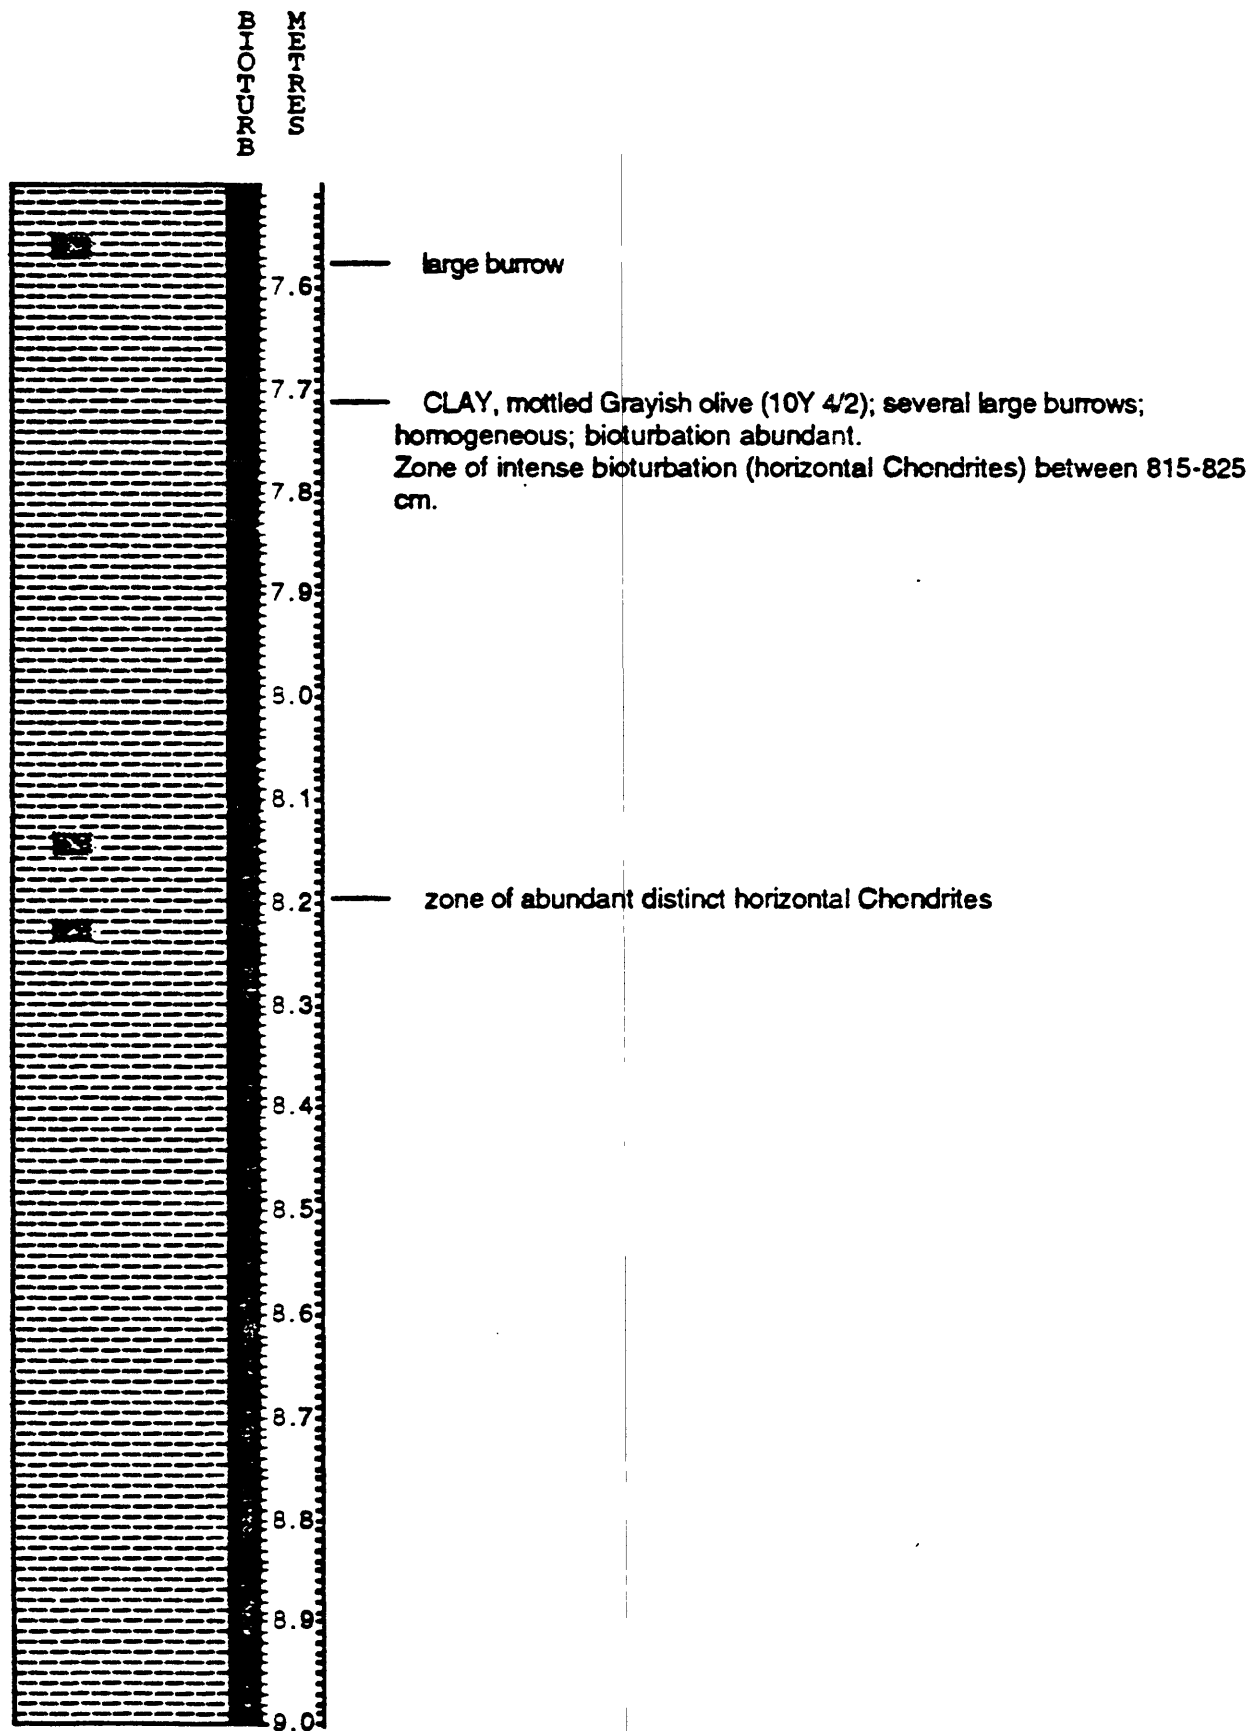 BIOTURB
METRES
large burrow
7.6
7.7
CLAY, mottled Grayish olive (10Y 4/2); several large burrows;
homogeneous; bioturbation abundant.
Zone of intense bioturbation (horizontal Chondrites) between 815-825
cm.
7.8
7.9
8.0
8.1
8.2
zone of abundant distinct horizontal Chondrites
8.3
8.4
8.5
8.6
8.7
8.8
8.9
9.0